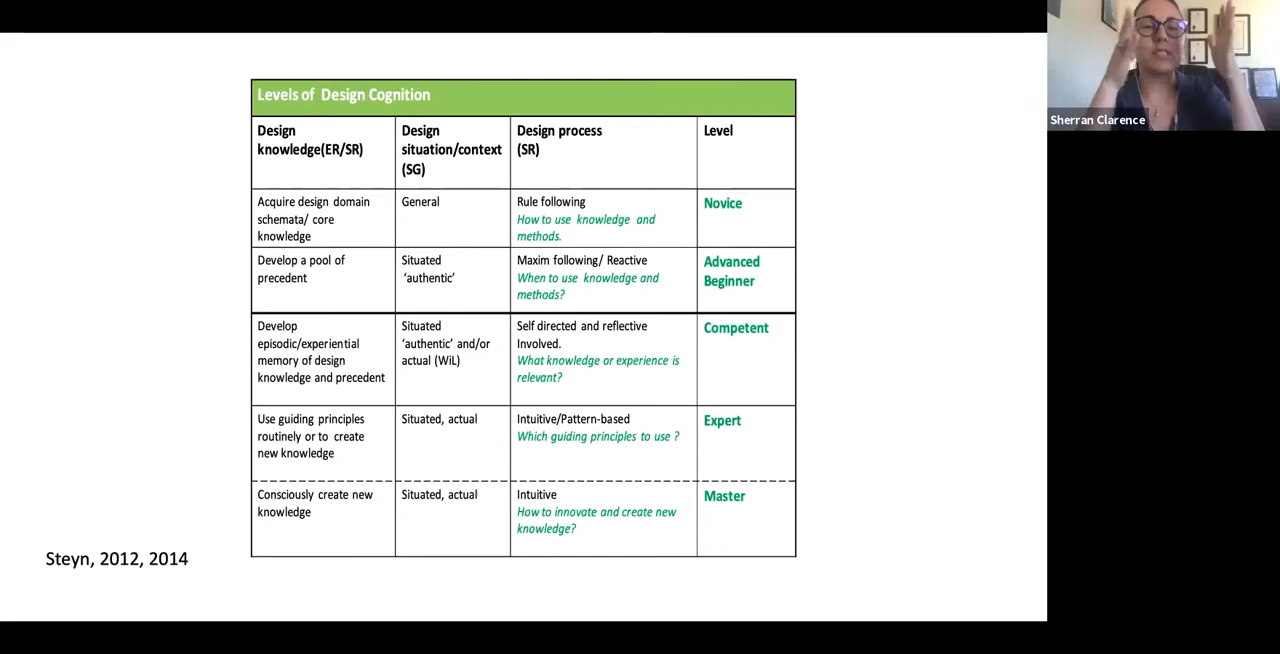 Levels of Design Cognition
Design
knowledge(ER/SR)
Design
situation/context
(SG)
Design process
(SR)
Level
Acquire design domain
schemata/ core
knowledge
General
Rule following
How to use knowledge and
methods.
Novice
Develop a pool of
precedent
Situated
'authentic'
Maxim following/ Reactive
When to use knowledge and
methods?
Advanced
Beginner
Develop
episodic/experiential
memory of design
knowledge and precedent
Situated
'authentic' and/or
actual (WiL)
Self directed and reflective
Involved.
What knowledge or experience is
relevant?
Competent
Use guiding principles
routinely or to create
new knowledge
Situated, actual
Intuitive/Pattern-based
Which guiding principles to use ?
Expert
Consciously create new
knowledge
Situated, actual
Intuitive
How to innovate and create new
knowledge?
Master
Steyn, 2012, 2014
Sherran Clarence